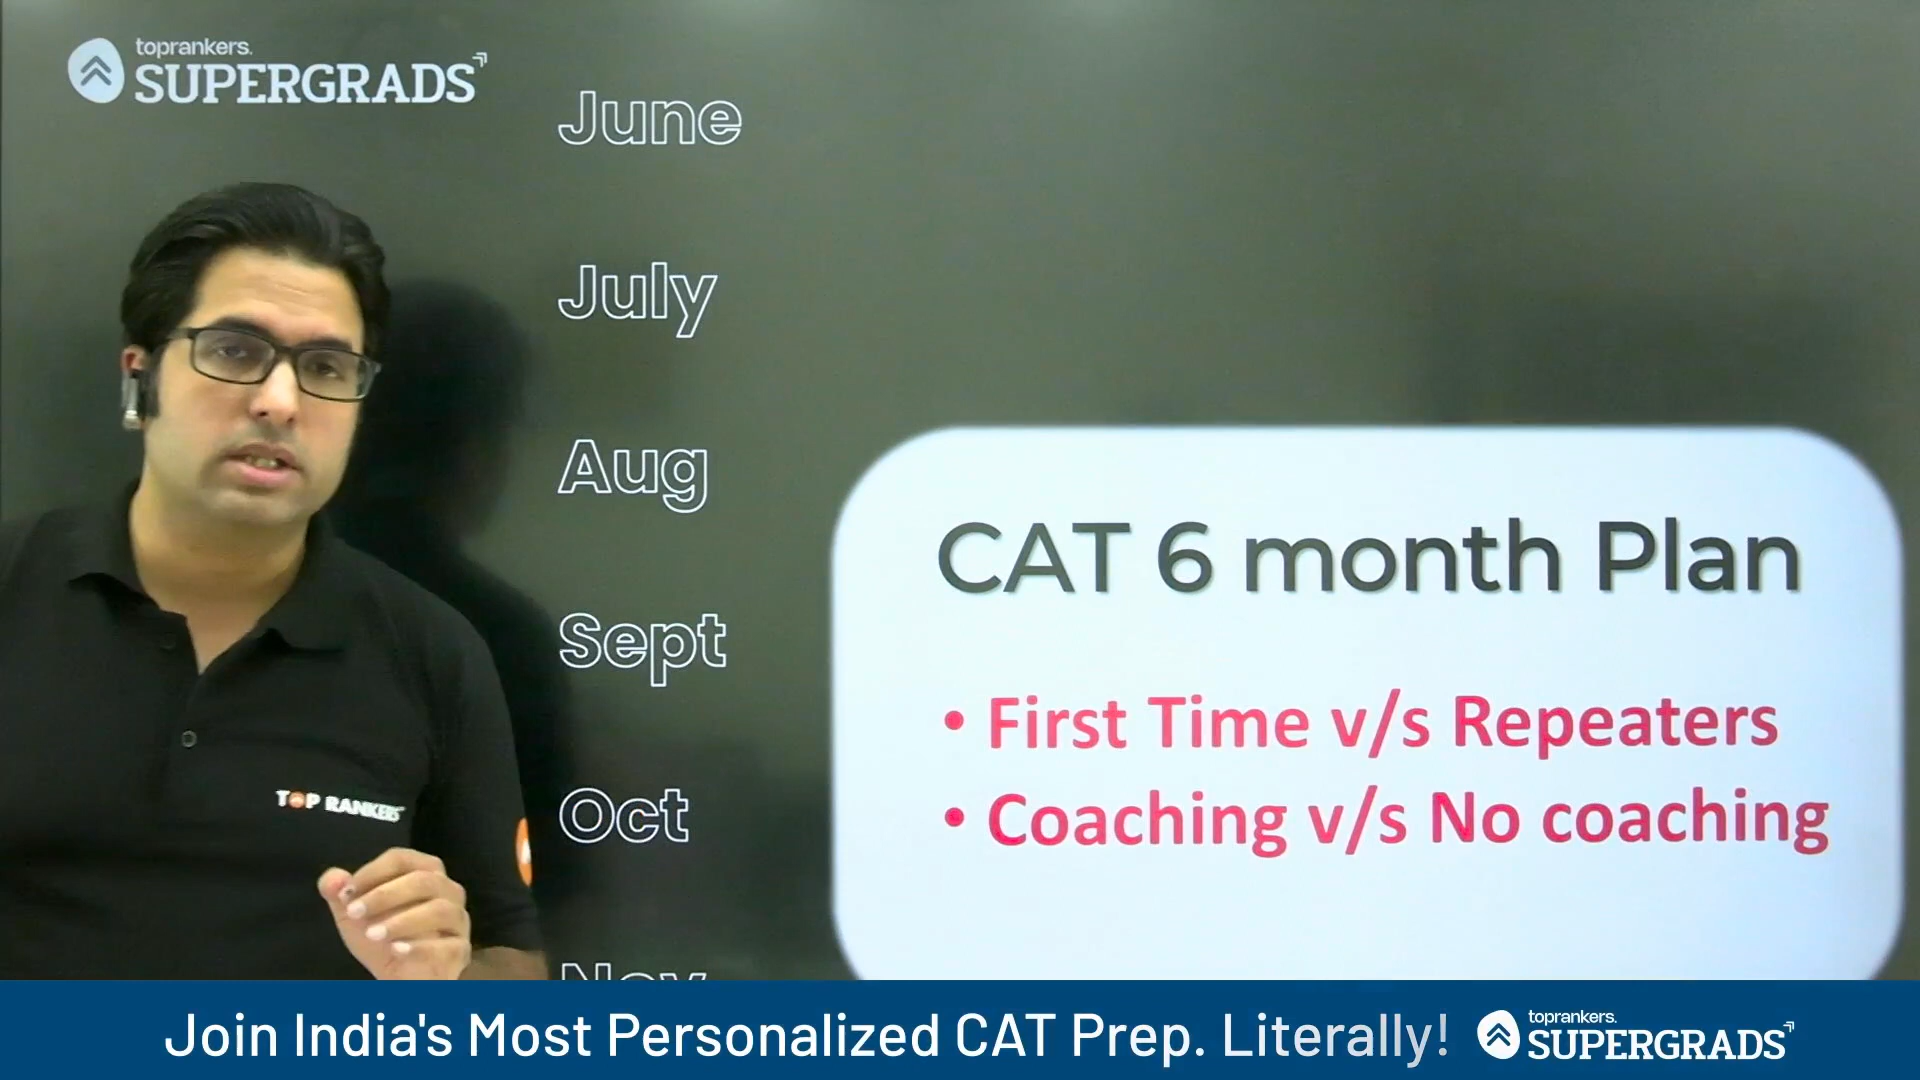 toprankers.
SUPERGRADS
June
July
Aug
Sept
Oct
Nov
CAT 6 month Plan
• First Time v/s Repeaters
• Coaching v/s No coaching
TOP RANKERS
Join India's Most Personalized CAT Prep. Literally!
toprankers.
SUPERGRADS